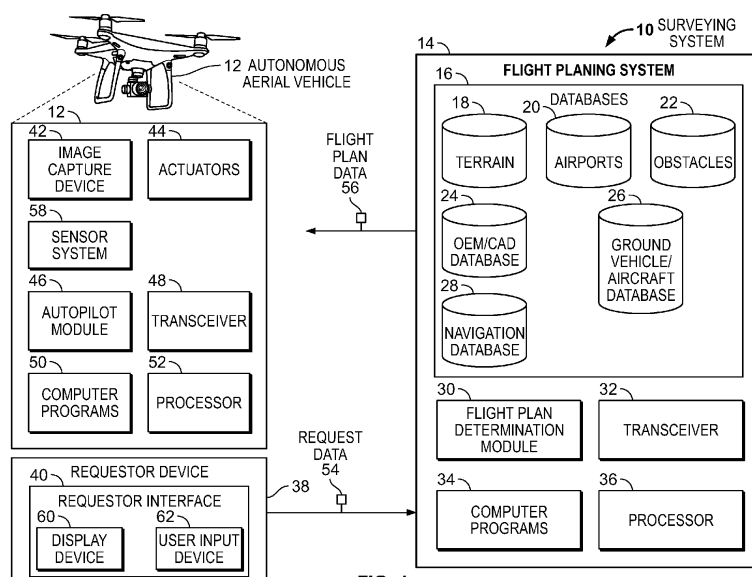 10 SURVEYING
SYSTEM
12 AUTONOMOUS
AERIAL VEHICLE
12
42
IMAGE
CAPTURE
DEVICE
44
ACTUATORS
58
SENSOR
SYSTEM
46
AUTOPILOT
MODULE
48
TRANSCEIVER
50
COMPUTER
PROGRAMS
52
PROCESSOR
REQUESTOR DEVICE
40
38
REQUESTOR INTERFACE
60
DISPLAY
DEVICE
62
USER INPUT
DEVICE
FLIGHT
PLAN
DATA
56
REQUEST
DATA
54
14
FLIGHT PLANING SYSTEM
16
DATABASES
18
TERRAIN
20
AIRPORTS
22
OBSTACLES
24
OEM/CAD
DATABASE
26
GROUND
VEHICLE/
AIRCRAFT
DATABASE
28
NAVIGATION
DATABASE
30
FLIGHT PLAN
DETERMINATION
MODULE
32
TRANSCEIVER
34
COMPUTER
PROGRAMS
36
PROCESSOR